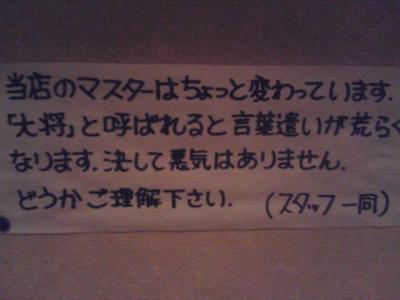 当店のマスターはちょっと変わっています.
「大将」と呼ばれると言葉遣いが荒らく
なります.決して悪気はありません.
どうかご理解下さい. (スタッフ一同)